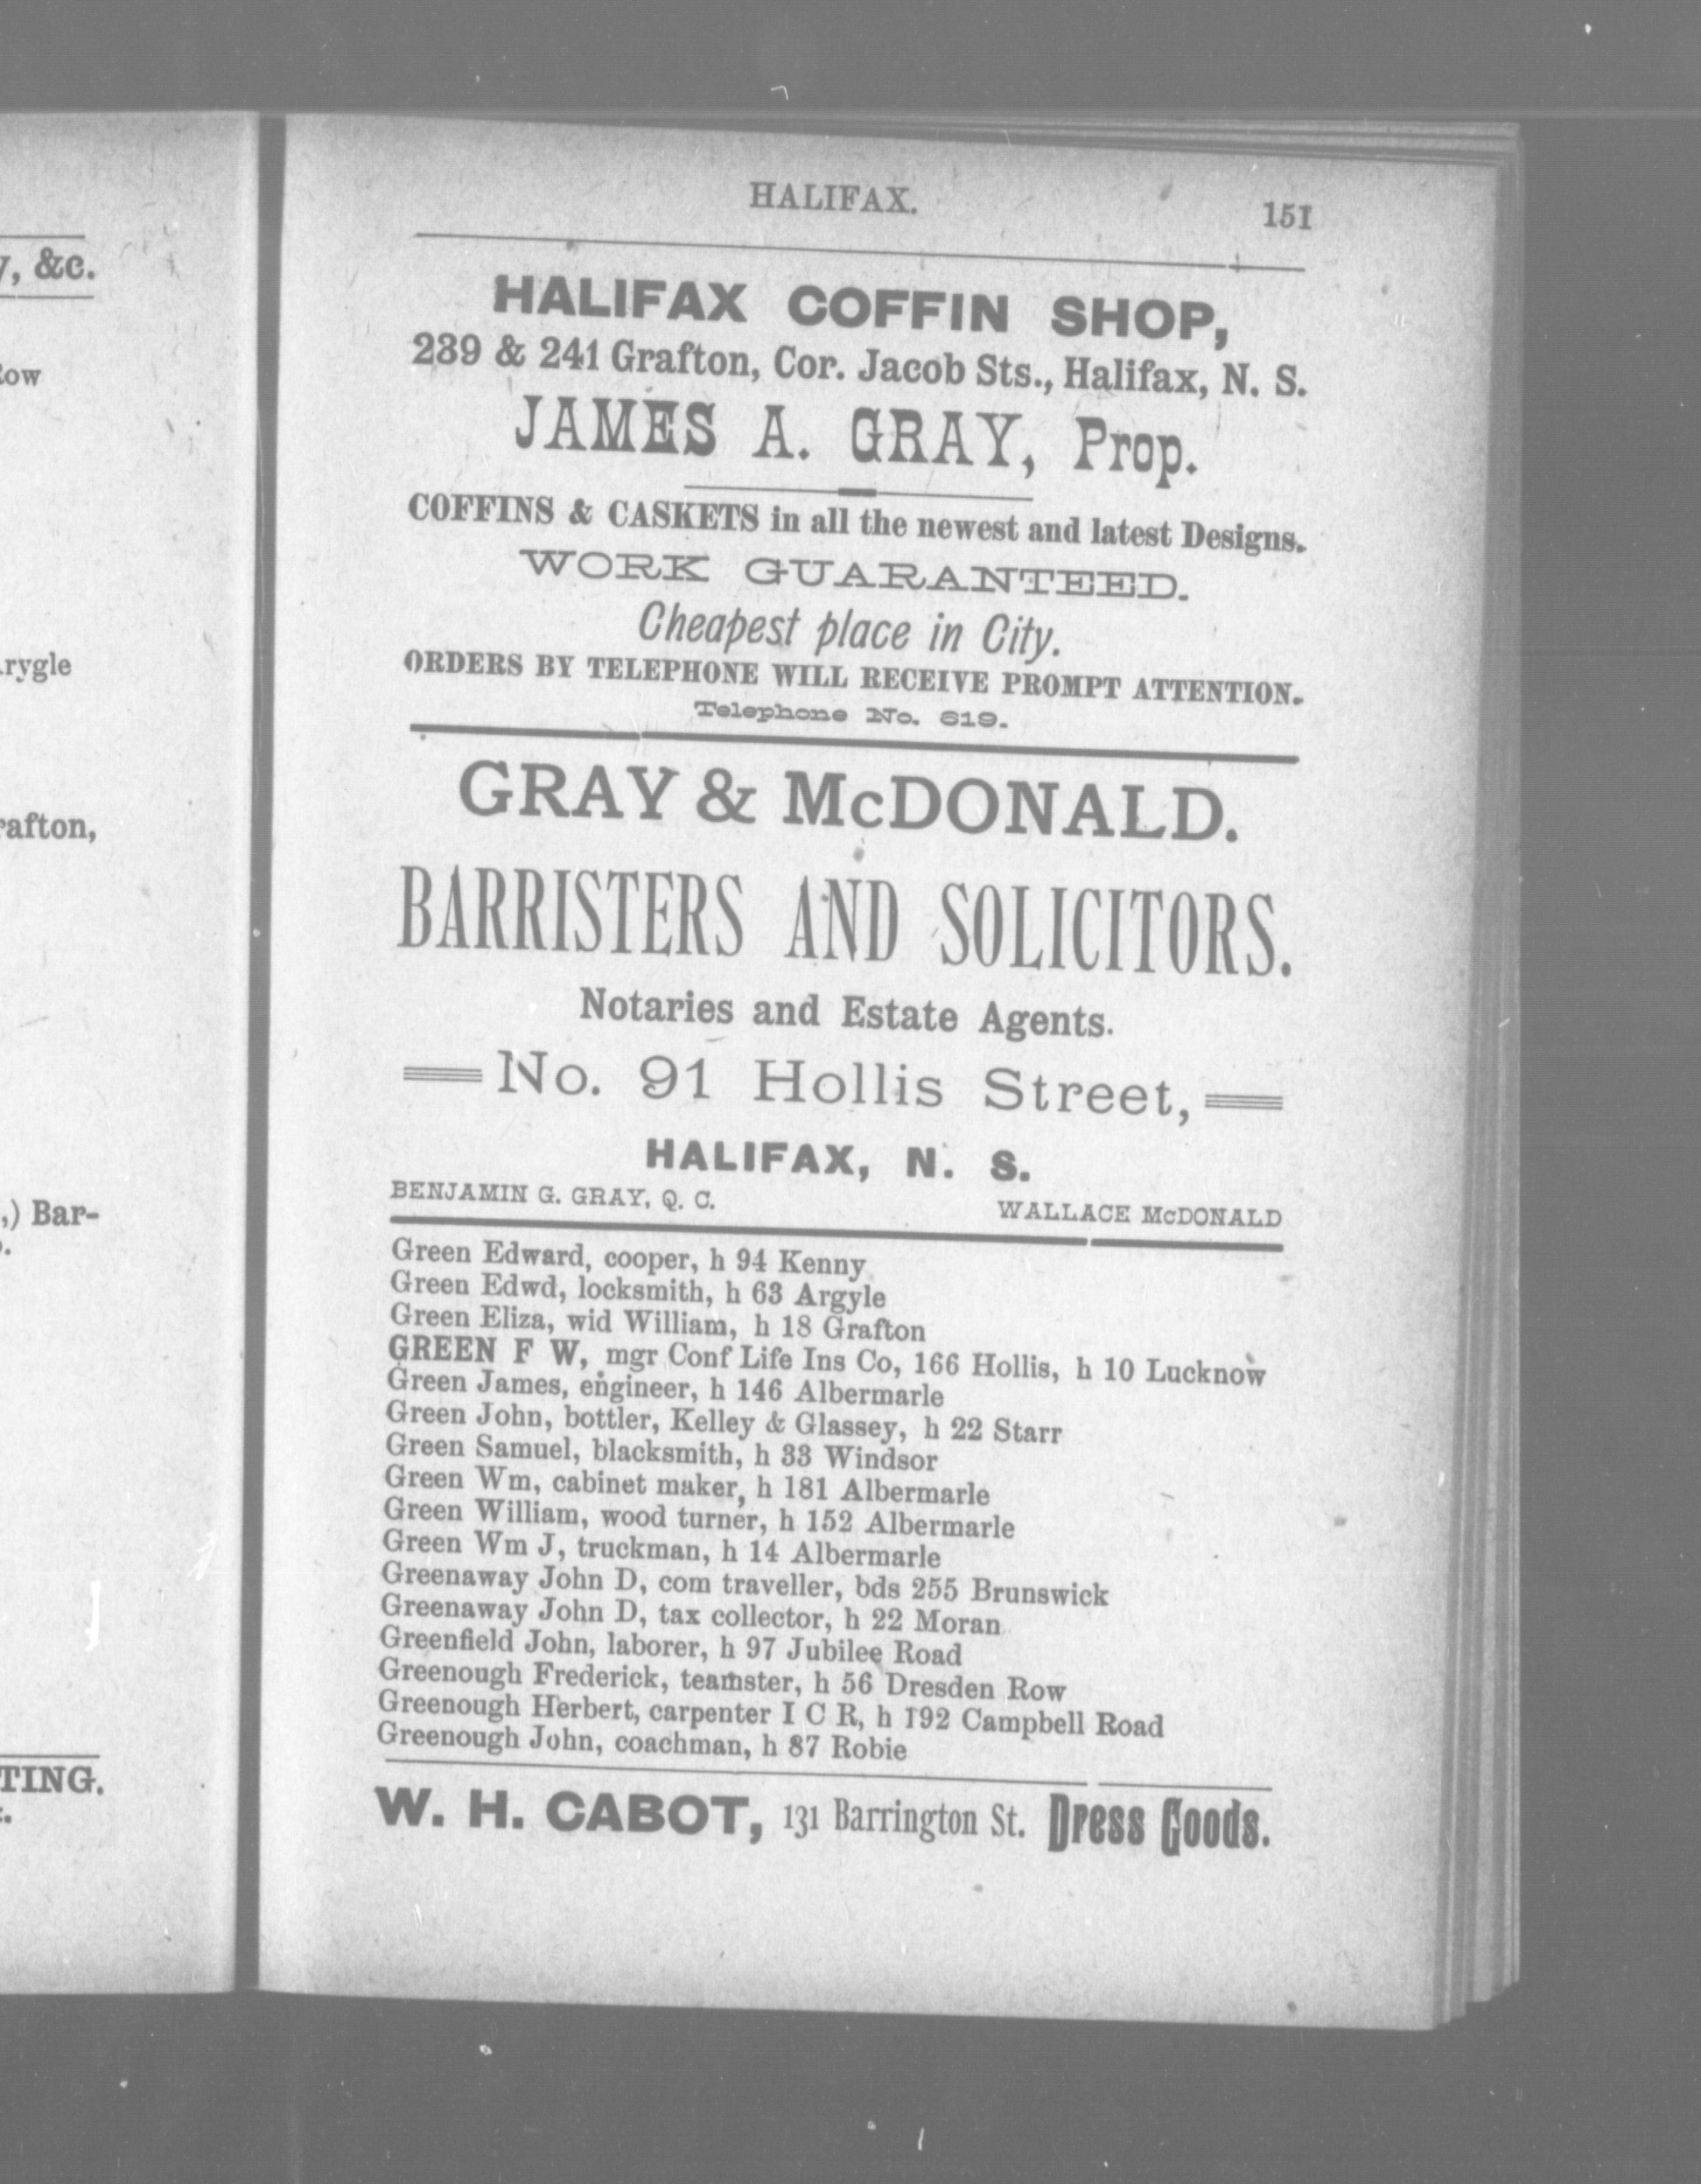 y, &c.
ow
rygle
rafton,
,) Bar-
TING.
HALIFAX.
151
HALIFAX COFFIN SHOP,
239 & 241 Grafton, Cor. Jacob Sts., Halifax, N. S.
JAMES A. GRAY, Prop.
COFFINS & CASKETS in all the newest and latest Designs.
WORK GUARANTEED.
Cheapest place in City.
ORDERS BY TELEPHONE WILL RECEIVE PROMPT ATTENTION.
Telephone No. 619.
GRAY & McDONALD.
BARRISTERS AND SOLICITORS.
Notaries and Estate Agents.
No. 91 Hollis Street,
HALIFAX, N. S.
BENJAMIN G. GRAY, Q. C. WALLACE McDONALD
Green Edward, cooper, h 94 Kenny
Green Edwd, locksmith, h 63 Argyle
Green Eliza, wid William, h 18 Grafton
GREEN F W, mgr Conf Life Ins Co, 166 Hollis, h 10 Lucknow
Green James, engineer, h 146 Albermarle
Green John, bottler, Kelley & Glassey, h 22 Starr
Green Samuel, blacksmith, h 33 Windsor
Green Wm, cabinet maker, h 181 Albermarle
Green William, wood turner, h 152 Albermarle
Green Wm J, truckman, h 14 Albermarle
Greenaway John D, com traveller, bds 255 Brunswick
Greenaway John D, tax collector, h 22 Moran
Greenfield John, laborer, h 97 Jubilee Road
Greenough Frederick, teamster, h 56 Dresden Row
Greenough Herbert, carpenter I C R, h 192 Campbell Road
Greenough John, coachman, h 87 Robie
W. H. CABOT, 131 Barrington St. Dress Goods.